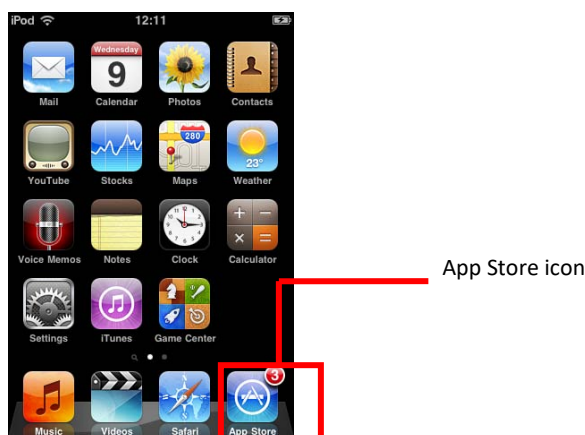 iPod 12:11
Wednesday
9
Mail Calendar Photos Contacts
280
23°
YouTube Stocks Maps Weather
Voice Memos Notes Clock Calculator
App Store icon
Settings iTunes Game Center
3
Music Videos Safari App Store